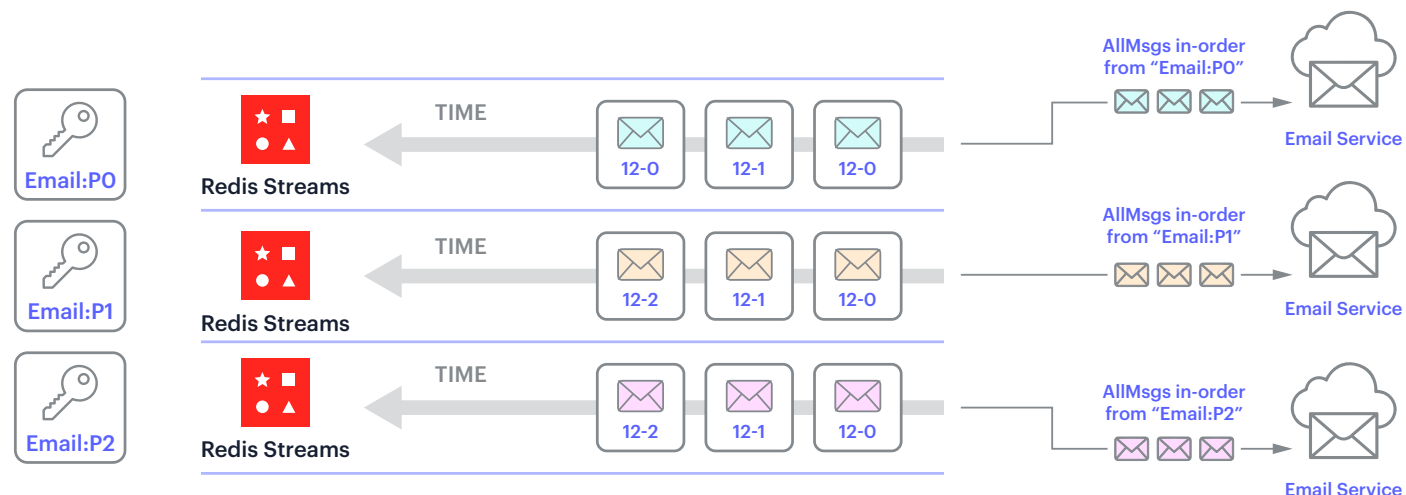 Email:P0
Redis Streams
TIME
12-0
12-1
12-0
AllMsgs in-order
from “Email:P0”
Email Service
Email:P1
Redis Streams
TIME
12-2
12-1
12-0
AllMsgs in-order
from “Email:P1”
Email Service
Email:P2
Redis Streams
TIME
12-2
12-1
12-0
AllMsgs in-order
from “Email:P2”
Email Service